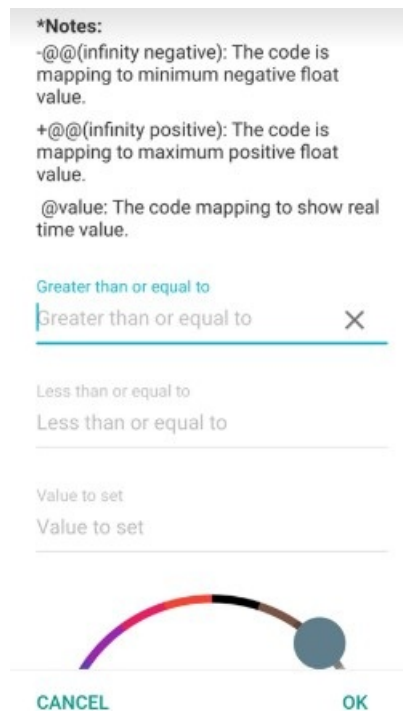 *Notes:
-@@(infinity negative): The code is
mapping to minimum negative float
value.
+@@(infinity positive): The code is
mapping to maximum positive float
value.
@value: The code mapping to show real
time value.
Greater than or equal to
Greater than or equal to
Less than or equal to
Less than or equal to
Value to set
Value to set
CANCEL OK